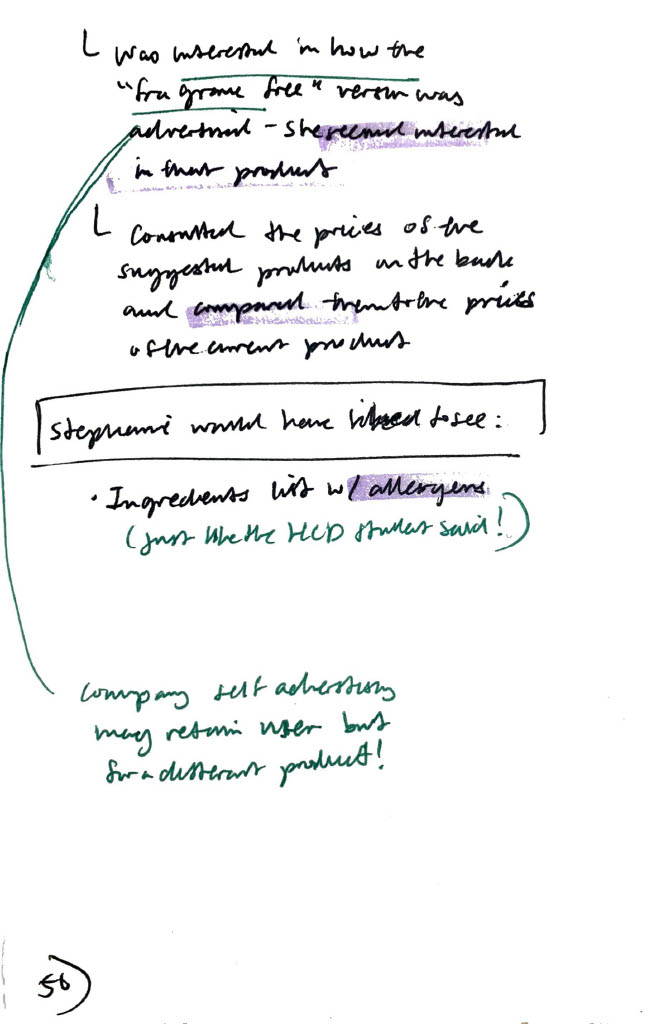 Was interested in how the
"fragrance free" version was
advertised - She seemed interested
in that product
Consulted the prices of the
suggested products in the back
and compared them to the prices
of the current product
Stephanie would have liked to see:
• Ingredients list w/ allergens
(just like the HCD student said!)
company self advertising
may retain user but
for a different product!
56